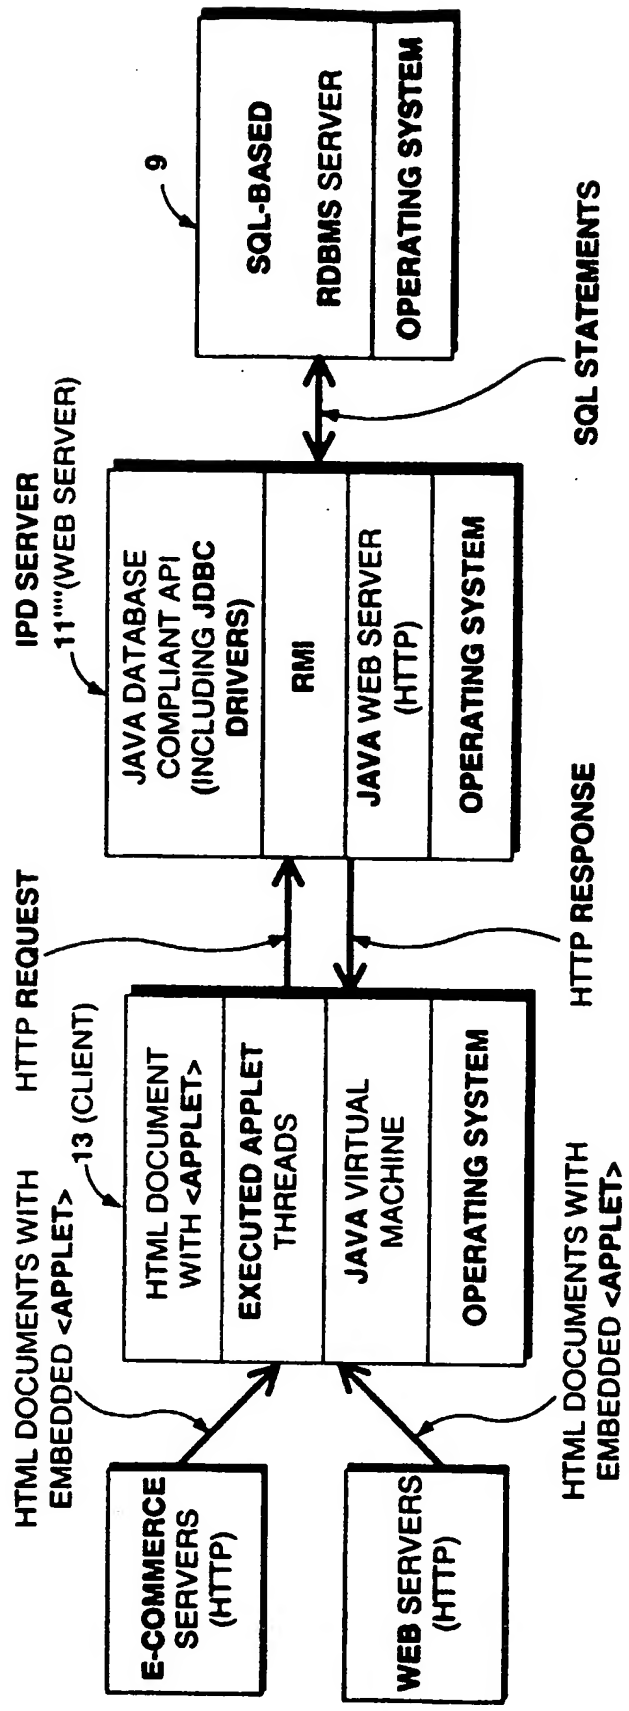 HTML DOCUMENTS WITH
EMBEDDED <APPLET>
E-COMMERCE
SERVERS
(HTTP)
WEB SERVERS
(HTTP)
HTML DOCUMENTS WITH
EMBEDDED <APPLET>
13 (CLIENT)
HTML DOCUMENT
WITH <APPLET>
EXECUTED APPLET
THREADS
JAVA VIRTUAL
MACHINE
OPERATING SYSTEM
HTTP REQUEST
HTTP RESPONSE
IPD SERVER
11""(WEB SERVER)
JAVA DATABASE
COMPLIANT API
(INCLUDING JDBC
DRIVERS)
RMI
JAVA WEB SERVER
(HTTP)
OPERATING SYSTEM
SQL STATEMENTS
9
SQL-BASED
RDBMS SERVER
OPERATING SYSTEM